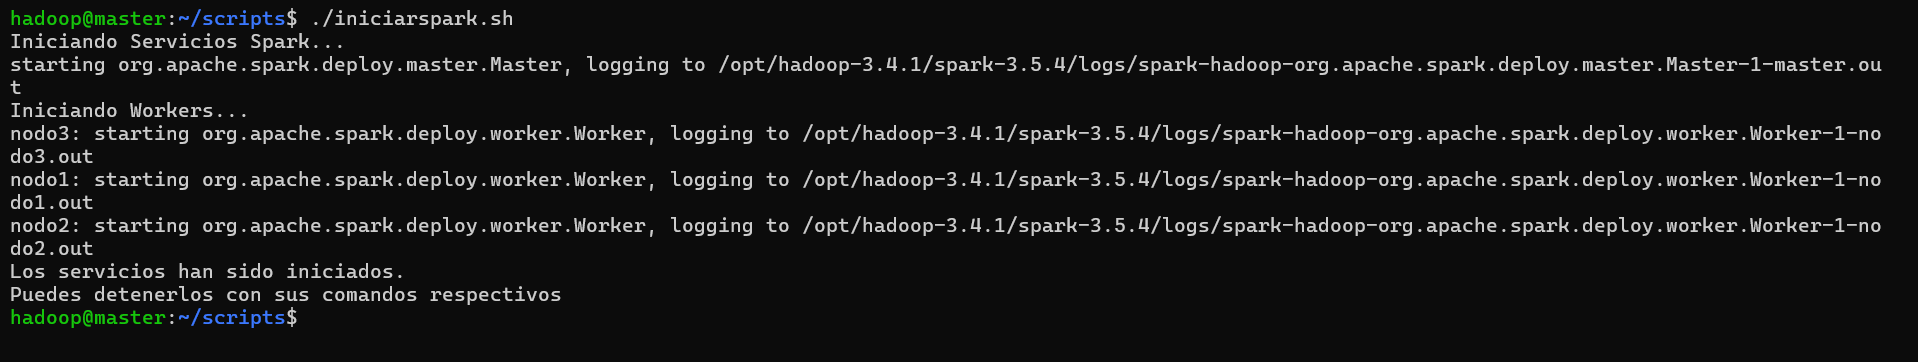 hadoop@master:~/scripts$ ./iniciarspark.sh
Iniciando Servicios Spark...
starting org.apache.spark.deploy.master.Master, logging to /opt/hadoop-3.4.1/spark-3.5.4/logs/spark-hadoop-org.apache.spark.deploy.master.Master-1-master.ou
t
Iniciando Workers...
nodo3: starting org.apache.spark.deploy.worker.Worker, logging to /opt/hadoop-3.4.1/spark-3.5.4/logs/spark-hadoop-org.apache.spark.deploy.worker.Worker-1-no
do3.out
nodo1: starting org.apache.spark.deploy.worker.Worker, logging to /opt/hadoop-3.4.1/spark-3.5.4/logs/spark-hadoop-org.apache.spark.deploy.worker.Worker-1-no
do1.out
nodo2: starting org.apache.spark.deploy.worker.Worker, logging to /opt/hadoop-3.4.1/spark-3.5.4/logs/spark-hadoop-org.apache.spark.deploy.worker.Worker-1-no
do2.out
Los servicios han sido iniciados.
Puedes detenerlos con sus comandos respectivos
hadoop@master:~/scripts$